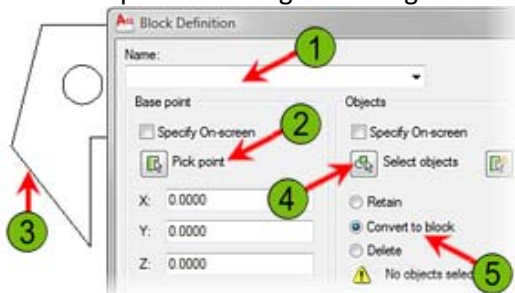 Block Definition
Name:
1
Base point
Objects
Specify On-screen
2
Specify On-screen
Pick point
4
Select objects
X: 0.0000
Retain
3
Y: 0.0000
Convert to block
Z: 0.0000
Delete
5
No objects selec